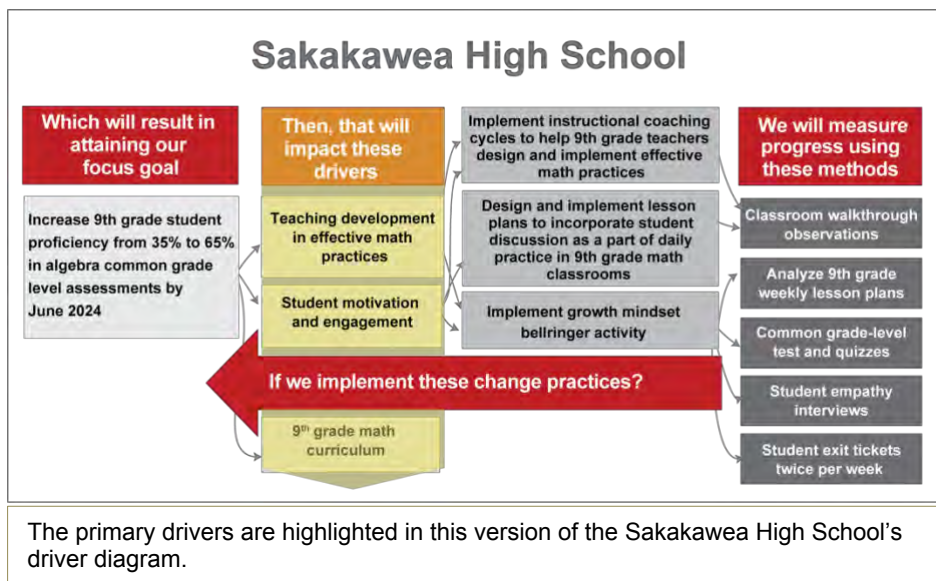 Sakakawea High School
Which will result in
attaining our
focus goal
Increase 9th grade student
proficiency from 35% to 65%
in algebra common grade
level assessments by
June 2024
Then, that will
impact these
drivers
Teaching development
in effective math
practices
Student motivation
and engagement
9th grade math
curriculum
Implement instructional coaching
cycles to help 9th grade teachers
design and implement effective
math practices
Design and implement lesson
plans to incorporate student
discussion as a part of daily
practice in 9th grade math
classrooms
Implement growth mindset
bellringer activity
If we implement these change practices?
We will measure
progress using
these methods
Classroom walkthrough
observations
Analyze 9th grade
weekly lesson plans
Common grade-level
test and quizzes
Student empathy
interviews
Student exit tickets
twice per week
The primary drivers are highlighted in this version of the Sakakawea High School's
driver diagram.